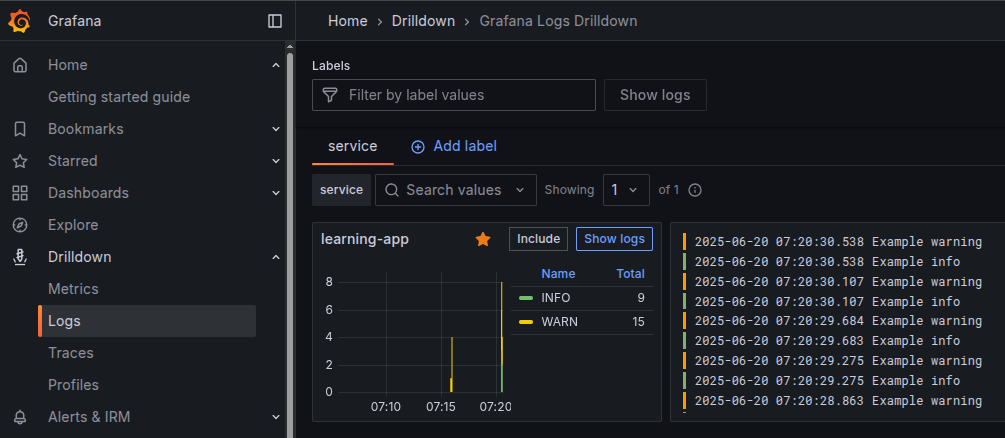 Grafana
Home
Getting started guide
Bookmarks
Starred
Dashboards
Explore
Drilldown
Metrics
Logs
Traces
Profiles
Alerts & IRM
Home > Drilldown > Grafana Logs Drilldown
Labels
Filter by label values Show logs
service Add label
service Search values Showing 1 of 1
learning-app Include Show logs
Name Total
INFO 9
WARN 15
8
6
4
2
0
07:10 07:15 07:20
2025-06-20 07:20:30.538 Example warning
2025-06-20 07:20:30.538 Example info
2025-06-20 07:20:30.107 Example warning
2025-06-20 07:20:30.107 Example info
2025-06-20 07:20:29.684 Example warning
2025-06-20 07:20:29.683 Example info
2025-06-20 07:20:29.275 Example warning
2025-06-20 07:20:29.275 Example info
2025-06-20 07:20:28.863 Example warning